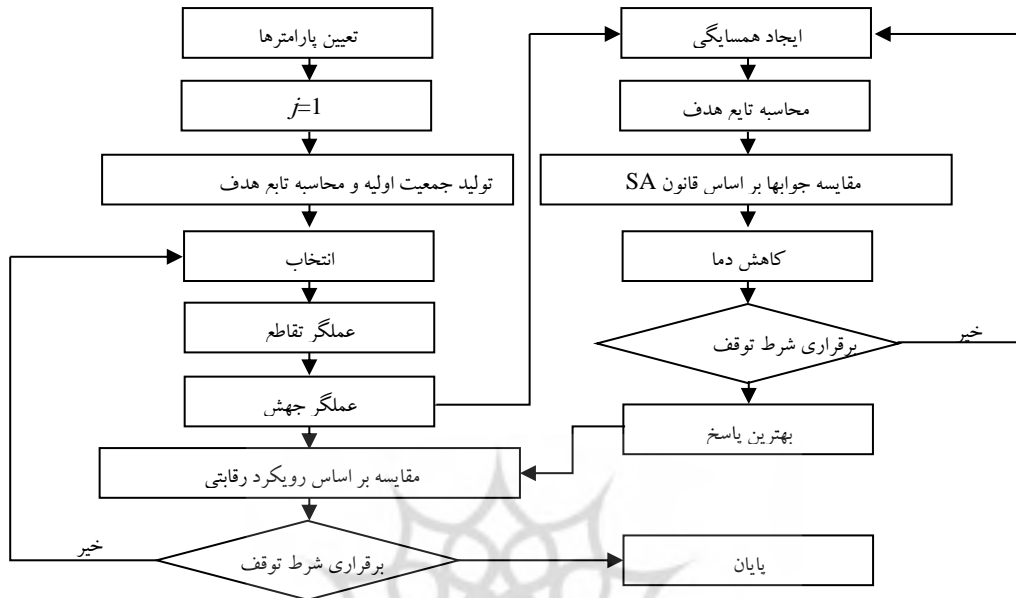 تعیین پارامترها
j=1
تولید جمعیت اولیه و محاسبه تابع هدف
انتخاب
عملگر تقاطع
عملگر جهش
مقایسه بر اساس رویکرد رقابتی
برقراری شرط توقف
خیر
ایجاد همسایگی
محاسبه تابع هدف
مقایسه جوابها بر اساس قانون SA
کاهش دما
برقراری شرط توقف
خیر
بهترین پاسخ
پایان